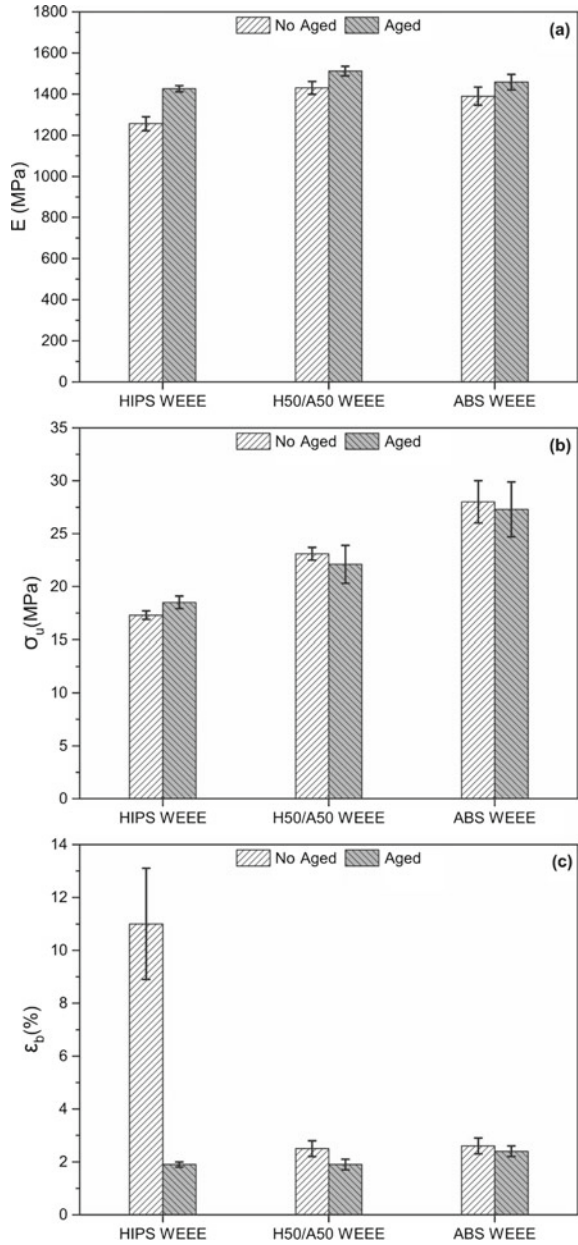 1800
1600
1400
1200
1000
800
600
400
200
0
E (MPa)
No Aged Aged
(a)
HIPS WEEE H50/A50 WEEE ABS WEEE
35
30
25
20
15
10
5
0
σu(MPa)
No Aged Aged
(b)
HIPS WEEE H50/A50 WEEE ABS WEEE
14
12
10
8
6
4
2
0
εb(%)
No Aged Aged
(c)
HIPS WEEE H50/A50 WEEE ABS WEEE